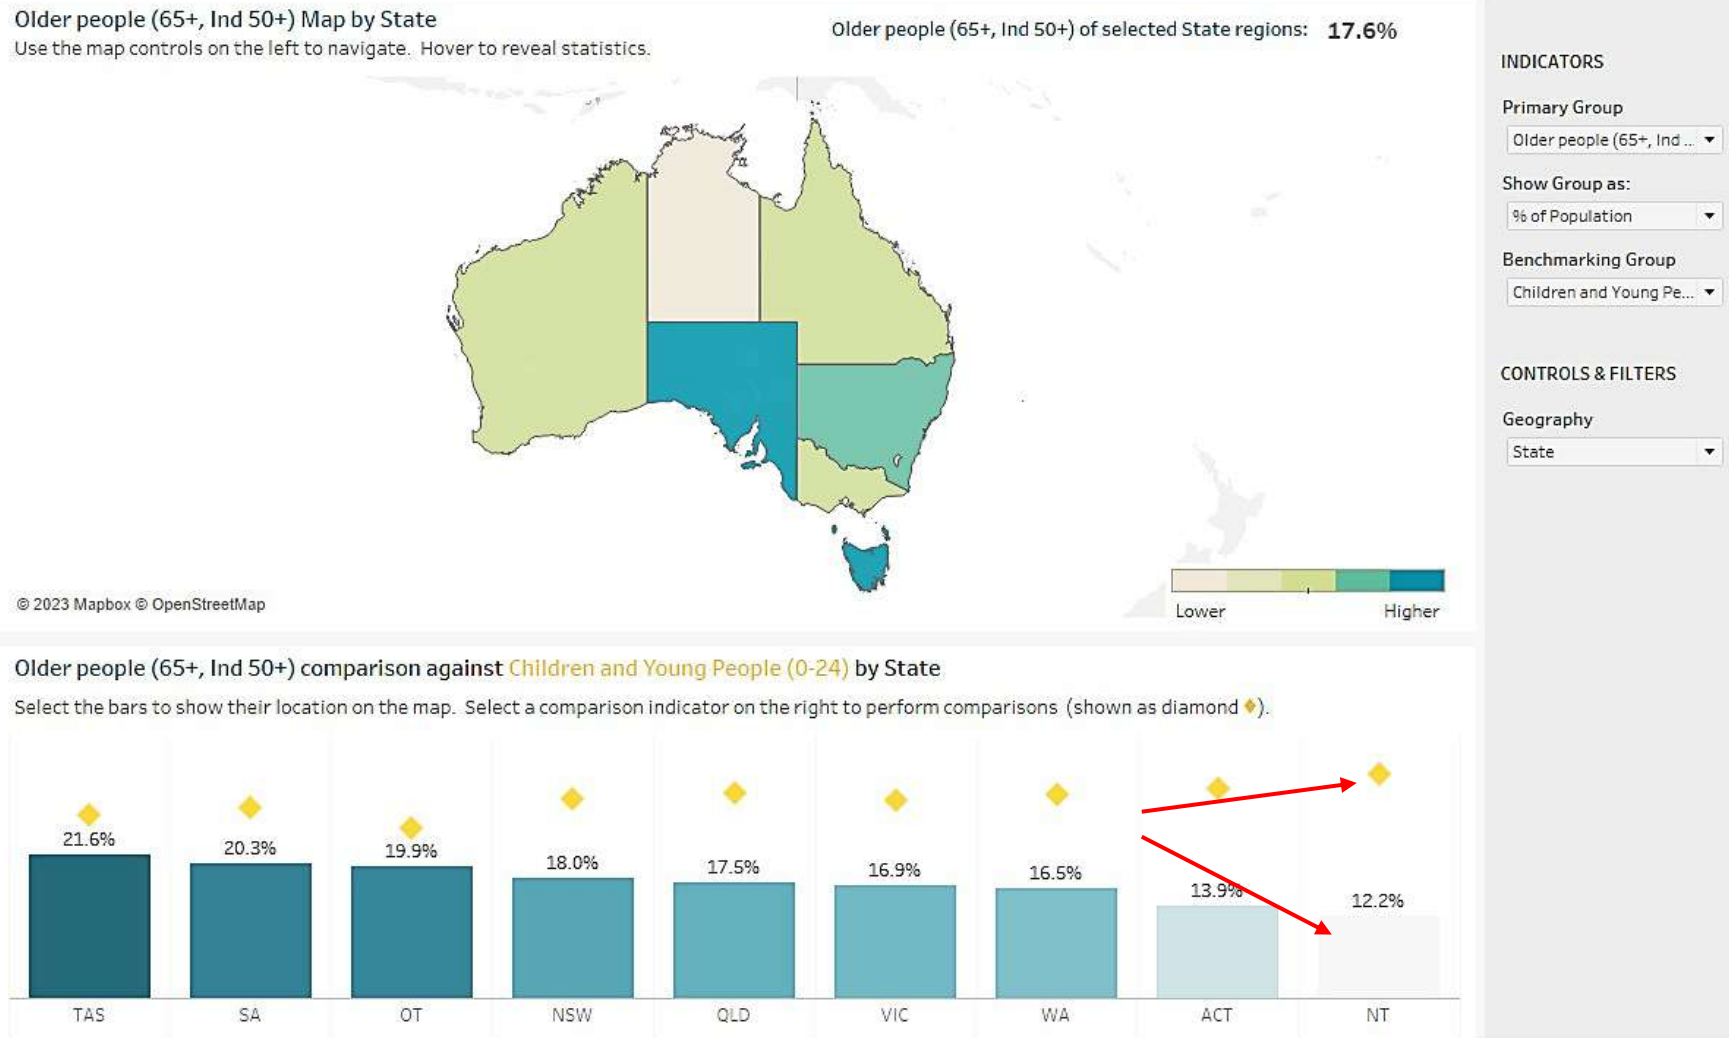 Older people (65+, Ind 50+) Map by State
Use the map controls on the left to navigate. Hover to reveal statistics.
Older people (65+, Ind 50+) of selected State regions: 17.6%
© 2023 Mapbox © OpenStreetMap
Lower Higher
Older people (65+, Ind 50+) comparison against Children and Young People (0-24) by State
Select the bars to show their location on the map. Select a comparison indicator on the right to perform comparisons (shown as diamond ).
21.6% 20.3% 19.9% 18.0% 17.5% 16.9% 16.5% 13.9% 12.2%
TAS SA OT NSW QLD VIC WA ACT NT
INDICATORS
Primary Group
Older people (65+, Ind ...
Show Group as:
% of Population
Benchmarking Group
Children and Young Pe...
CONTROLS & FILTERS
Geography
State